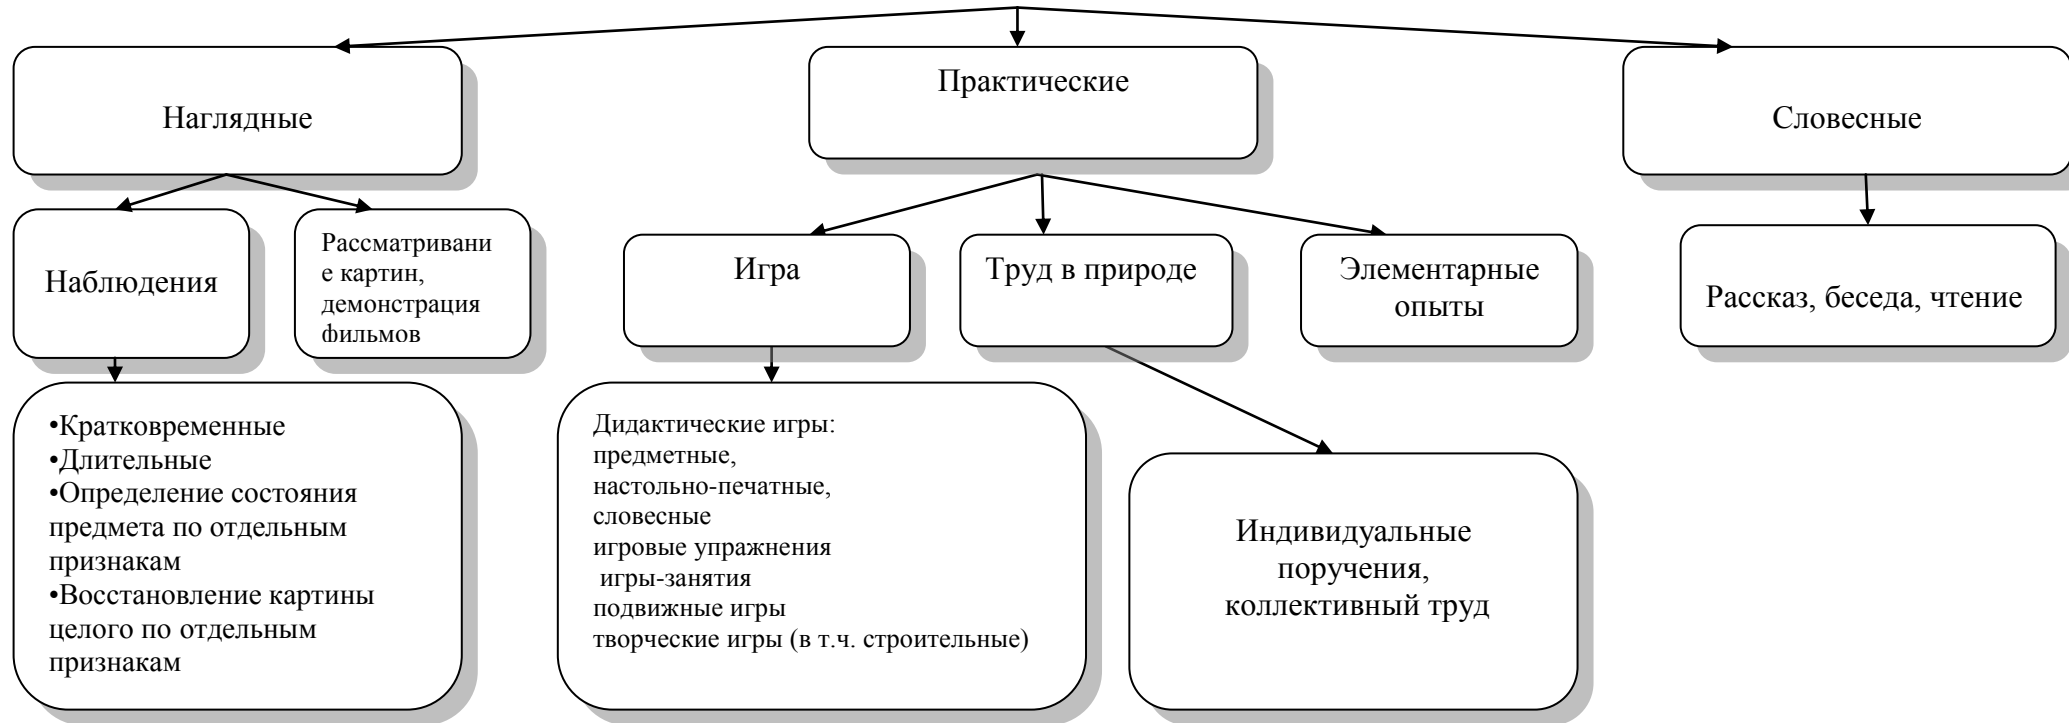 Наглядные
Практические
Словесные
Наблюдения
Рассматривани
е картин,
демонстрация
фильмов
Игра
Труд в природе
Элементарные
опыты
Рассказ, беседа, чтение
•Кратковременные
•Длительные
•Определение состояния
предмета по отдельным
признакам
•Восстановление картины
целого по отдельным
признакам
Дидактические игры:
предметные,
настольно-печатные,
словесные
игровые упражнения
игры-занятия
подвижные игры
творческие игры (в т.ч. строительные)
Индивидуальные
поручения,
коллективный труд